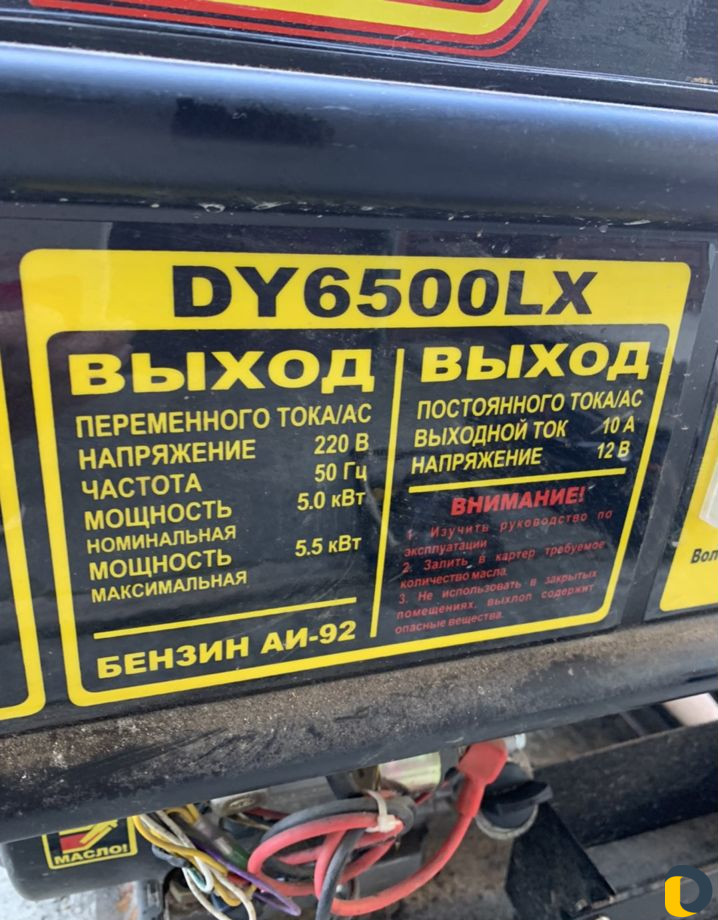 DY6500LX
ВЫХОД
ПЕРЕМЕННОГО ТОКА/АС
НАПРЯЖЕНИЕ 220 В
ЧАСТОТА 50 Гц
МОЩНОСТЬ 5.0 кВт
НОМИНАЛЬНАЯ
МОЩНОСТЬ 5.5 кВт
МАКСИМАЛЬНАЯ
БЕНЗИН АИ-92
ВЫХОД
ПОСТОЯННОГО ТОКА/АС
ВЫХОДНОЙ ТОК 10 А
НАПРЯЖЕНИЕ 12 В
ВНИМАНИЕ!
1. Изучить руководство по
эксплуатации
2. Залить в картер требуемое
количество масла.
3. Не использовать в закрытых
помещениях, выхлоп содержит
опасные вещества.
МАСЛО!